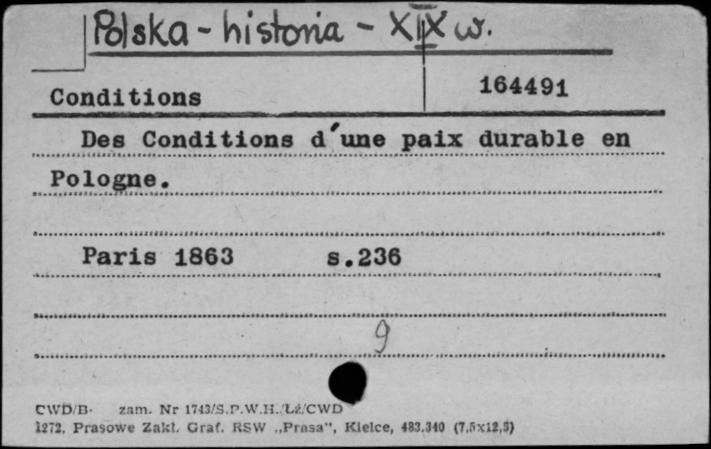 Polska - historia - XIX w.
Conditions 164491
Des Conditions d'une paix durable en
Pologne.
Paris 1863 s.236
9
CWD/B- zam. Nr 1743/S.P.W.H./Łź/CWD
1272. Prasowe Zakł. Graf. RSW „Prasa”, Kielce, 483.340 (7,5x12,5)